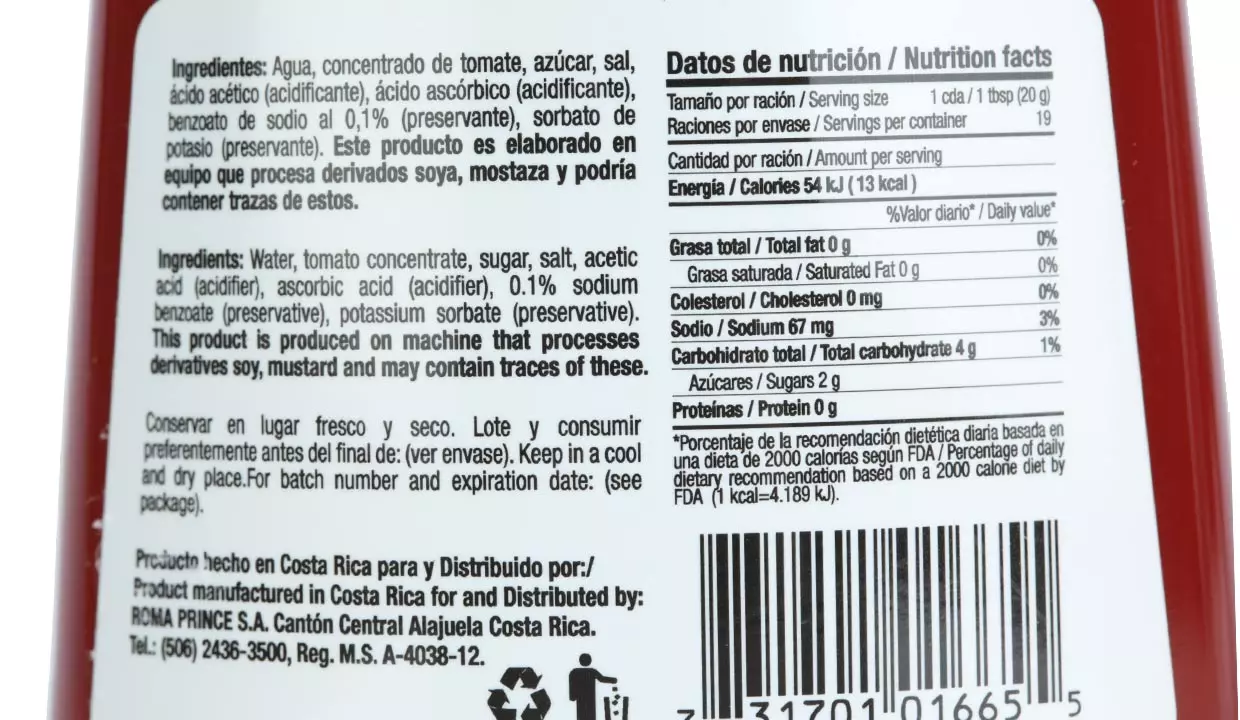 Ingredientes: Agua, concentrado de tomate, azúcar, sal,
ácido acético (acidificante), ácido ascórbico (acidificante),
benzoato de sodio al 0,1% (preservante), sorbato de
potasio (preservante). Este producto es elaborado en
equipo que procesa derivados soya, mostaza y podría
contener trazas de estos.
Ingredients: Water, tomato concentrate, sugar, salt, acetic
acid (acidifier), ascorbic acid (acidifier), 0.1% sodium
benzoate (preservative), potassium sorbate (preservative).
This product is produced on machine that processes
derivatives soy, mustard and may contain traces of these.
Conservar en lugar fresco y seco. Lote y consumir
preferentemente antes del final de: (ver envase). Keep in a cool
and dry place.For batch number and expiration date: (see
package).
Producto hecho en Costa Rica para y Distribuido por:/
Product manufactured in Costa Rica for and Distributed by:
ROMA PRINCE S.A. Cantón Central Alajuela Costa Rica.
Tel.: (506) 2436-3500, Reg. M.S. A-4038-12.
Datos de nutrición / Nutrition facts
Tamaño por ración / Serving size 1 cda / 1 tbsp (20 g)
Raciones por envase / Servings per container 19
Cantidad por ración / Amount per serving
Energía / Calories 54 kJ ( 13 kcal )
%Valor diario* / Daily value*
Grasa total / Total fat 0 g 0%
Grasa saturada / Saturated Fat 0 g 0%
Colesterol / Cholesterol 0 mg 0%
Sodio / Sodium 67 mg 3%
Carbohidrato total / Total carbohydrate 4 g 1%
Azúcares / Sugars 2 g
Proteínas / Protein 0 g
*Porcentaje de la recomendación dietética diaria basada en
una dieta de 2000 calorías según FDA / Percentage of daily
dietary recommendation based on a 2000 calorie diet by
FDA (1 kcal=4.189 kJ).
7 31701 01665 5